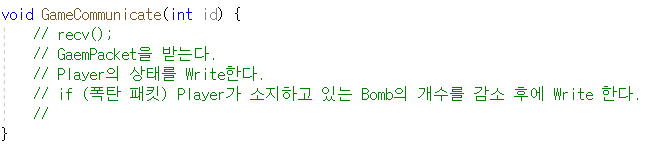 void GameCommunicate(int id) {
// recv();
// GaemPacket을 받는다.
// Player의 상태를 Write한다.
// if (폭탄 패킷) Player가 소지하고 있는 Bomb의 개수를 감소 후에 Write 한다.
//
}